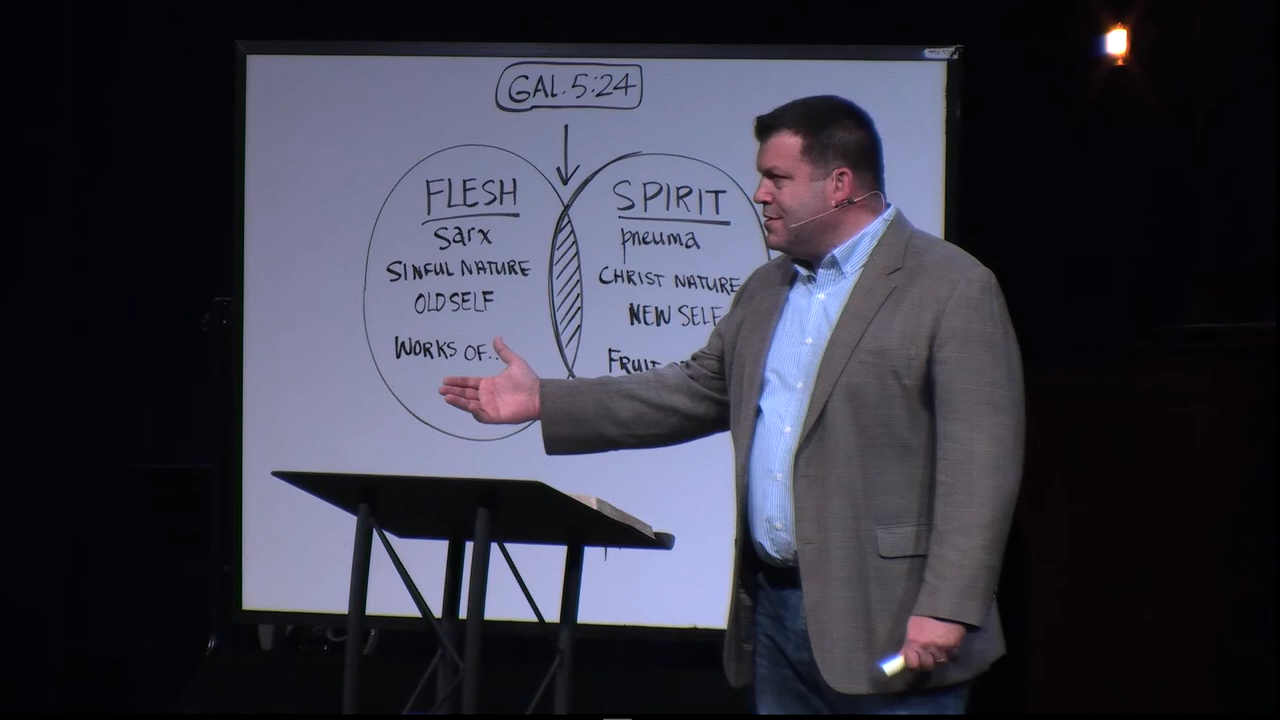 GAL. 5:24
FLESH
sarx
SINFUL NATURE
OLD SELF
WORKS OF...
SPIRIT
pneuma
CHRIST NATURE
NEW SELF